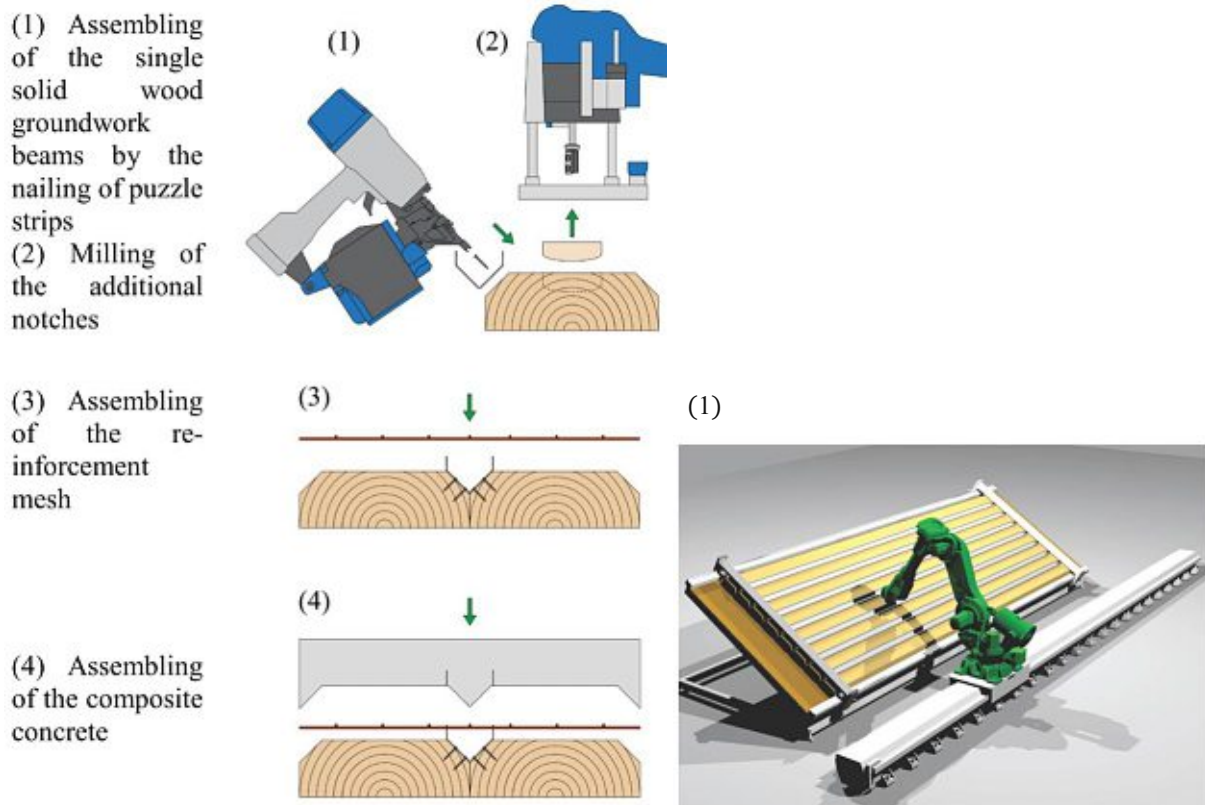 (1) Assembling
of the single
solid wood
groundwork
beams by the
nailing of puzzle
strips
(2) Milling of
the additional
notches
(1)
(2)
(3) Assembling
of the re-
inforcement
mesh
(3)
(1)
(4) Assembling
of the composite
concrete
(4)